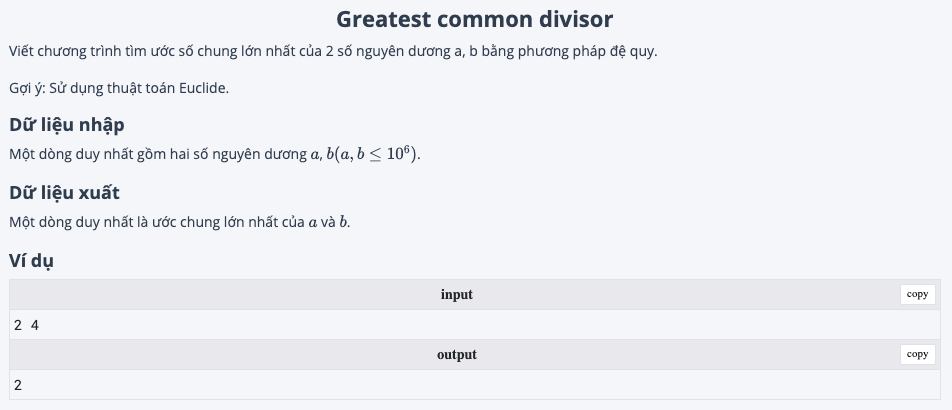 Greatest common divisor
Viết chương trình tìm ước số chung lớn nhất của 2 số nguyên dương a, b bằng phương pháp đệ quy.
Gợi ý: Sử dụng thuật toán Euclide.
Dữ liệu nhập
Một dòng duy nhất gồm hai số nguyên dương a, b(a, b ≤ 10⁶).
Dữ liệu xuất
Một dòng duy nhất là ước chung lớn nhất của a và b.
Ví dụ
input copy
2 4
output copy
2